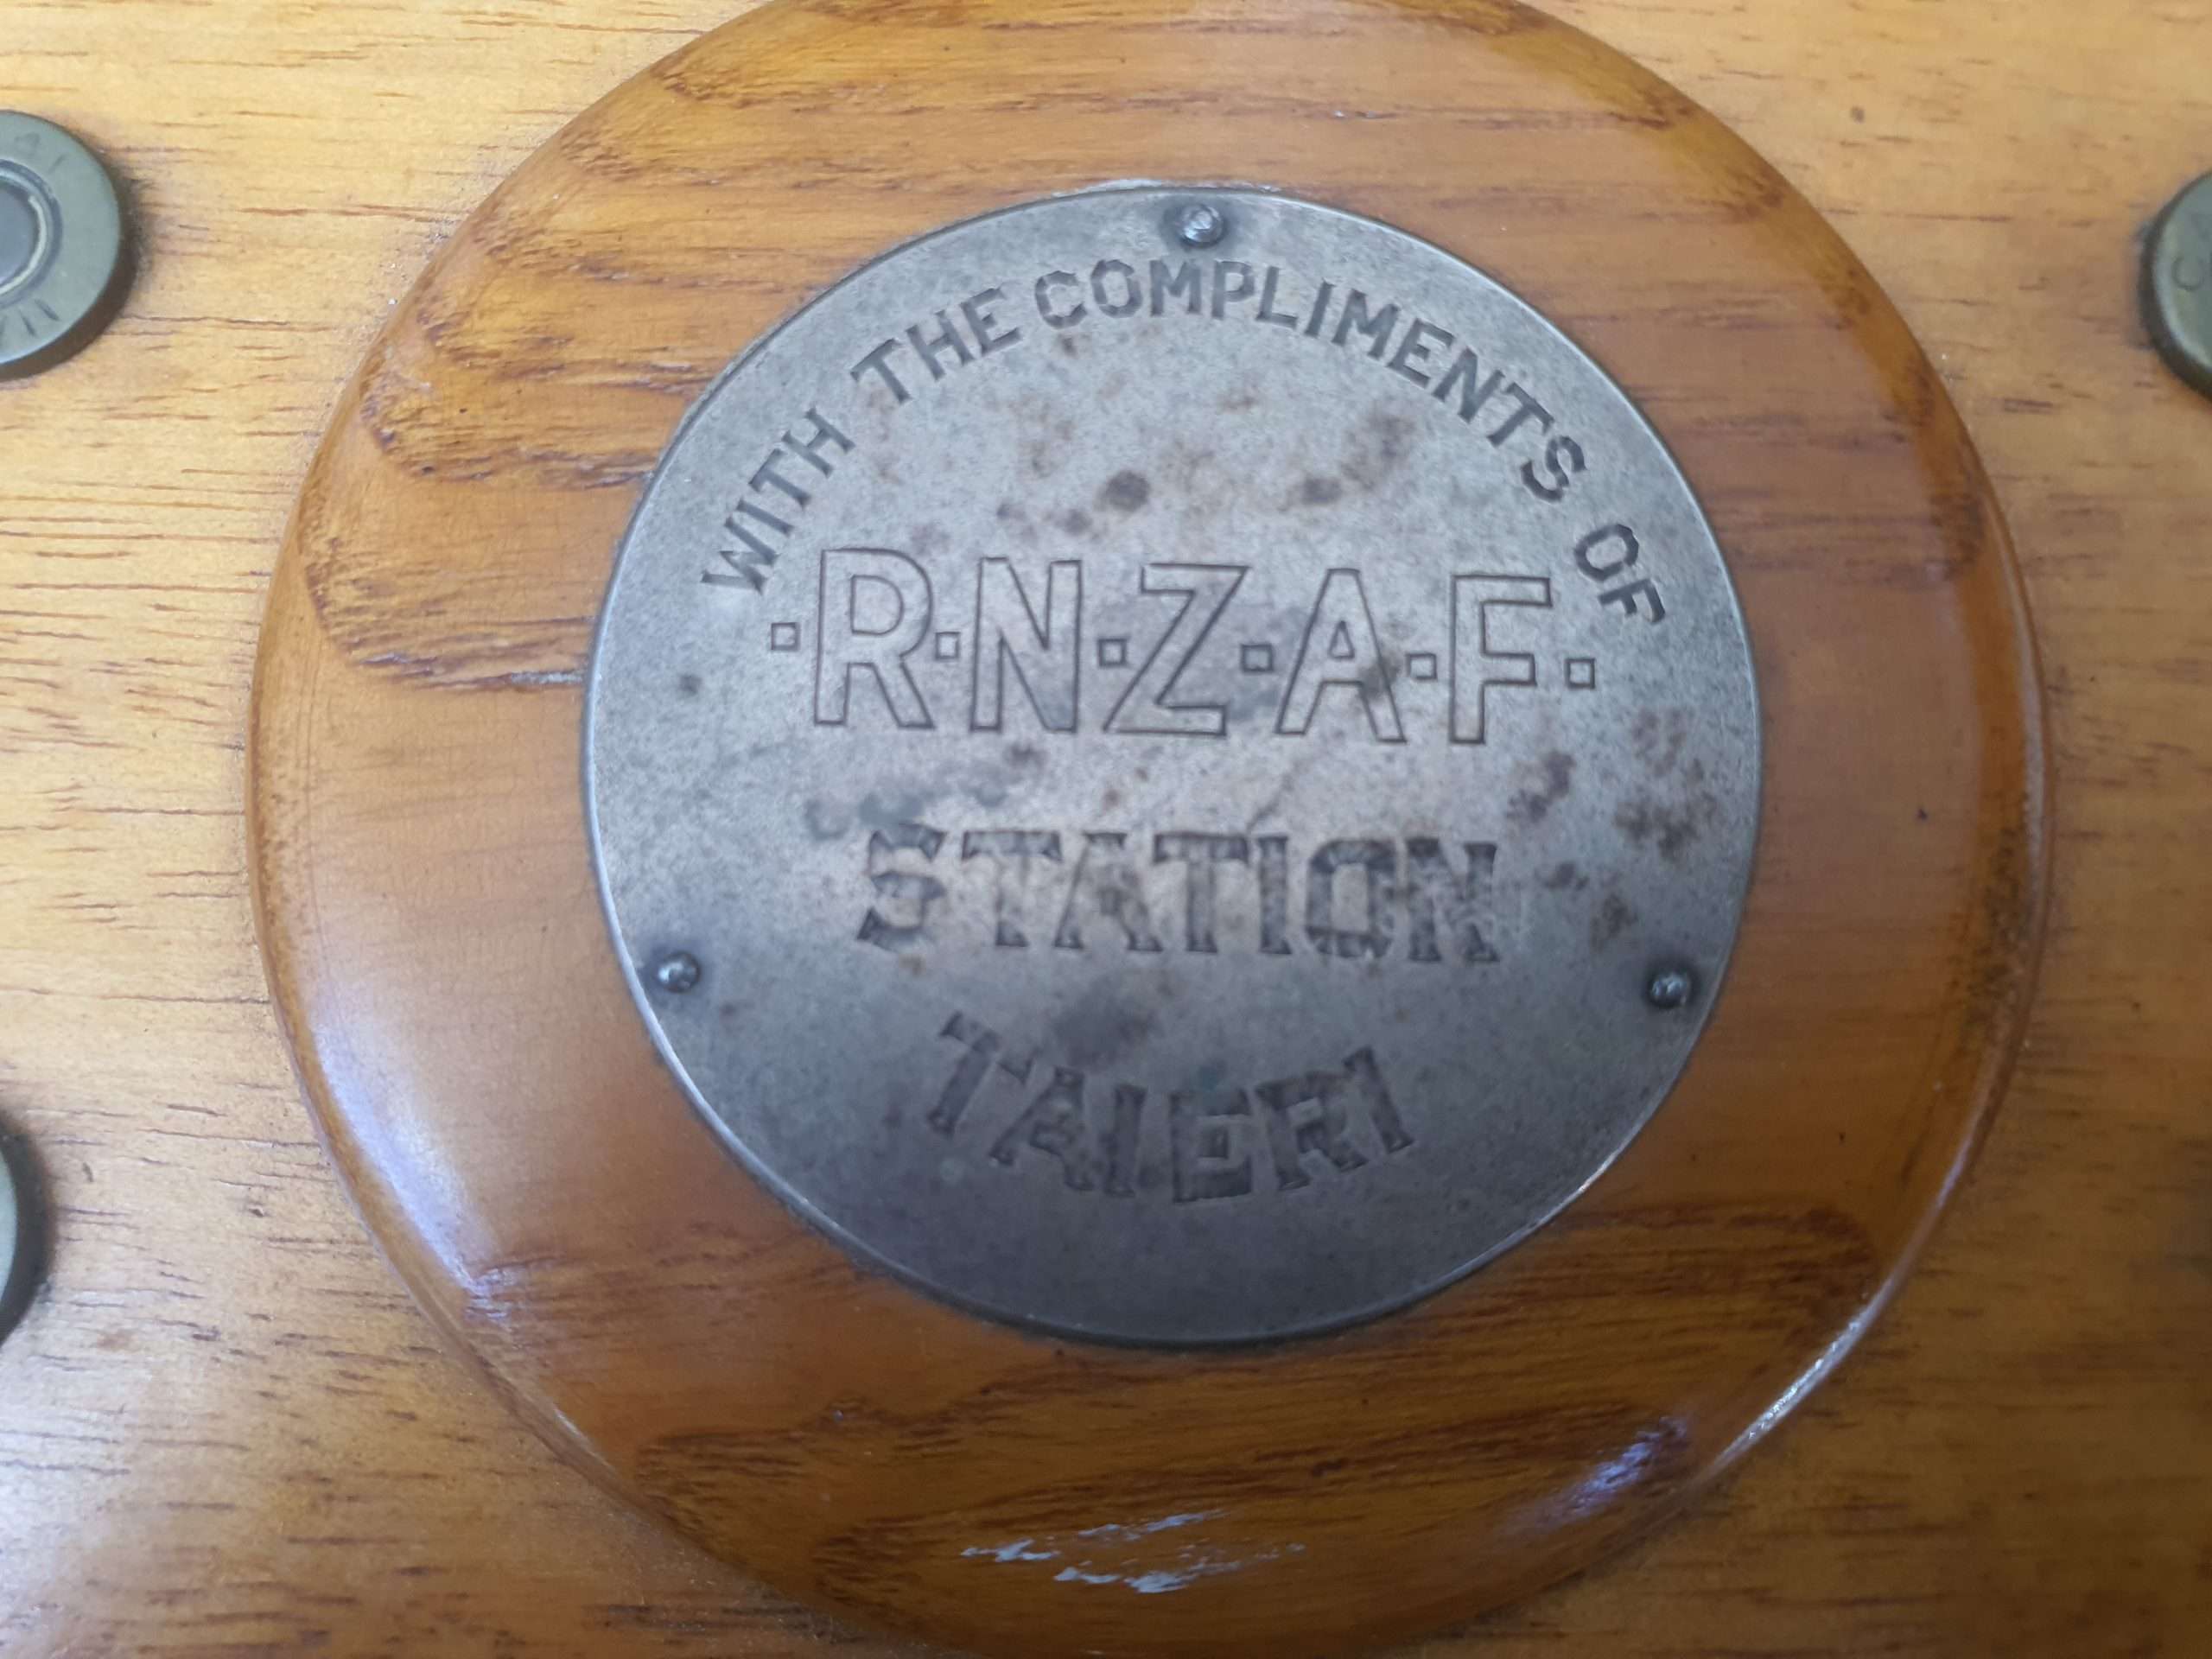 WITH THE COMPLIMENTS OF
·R·N·Z·A·F·
STATION
TAIERI